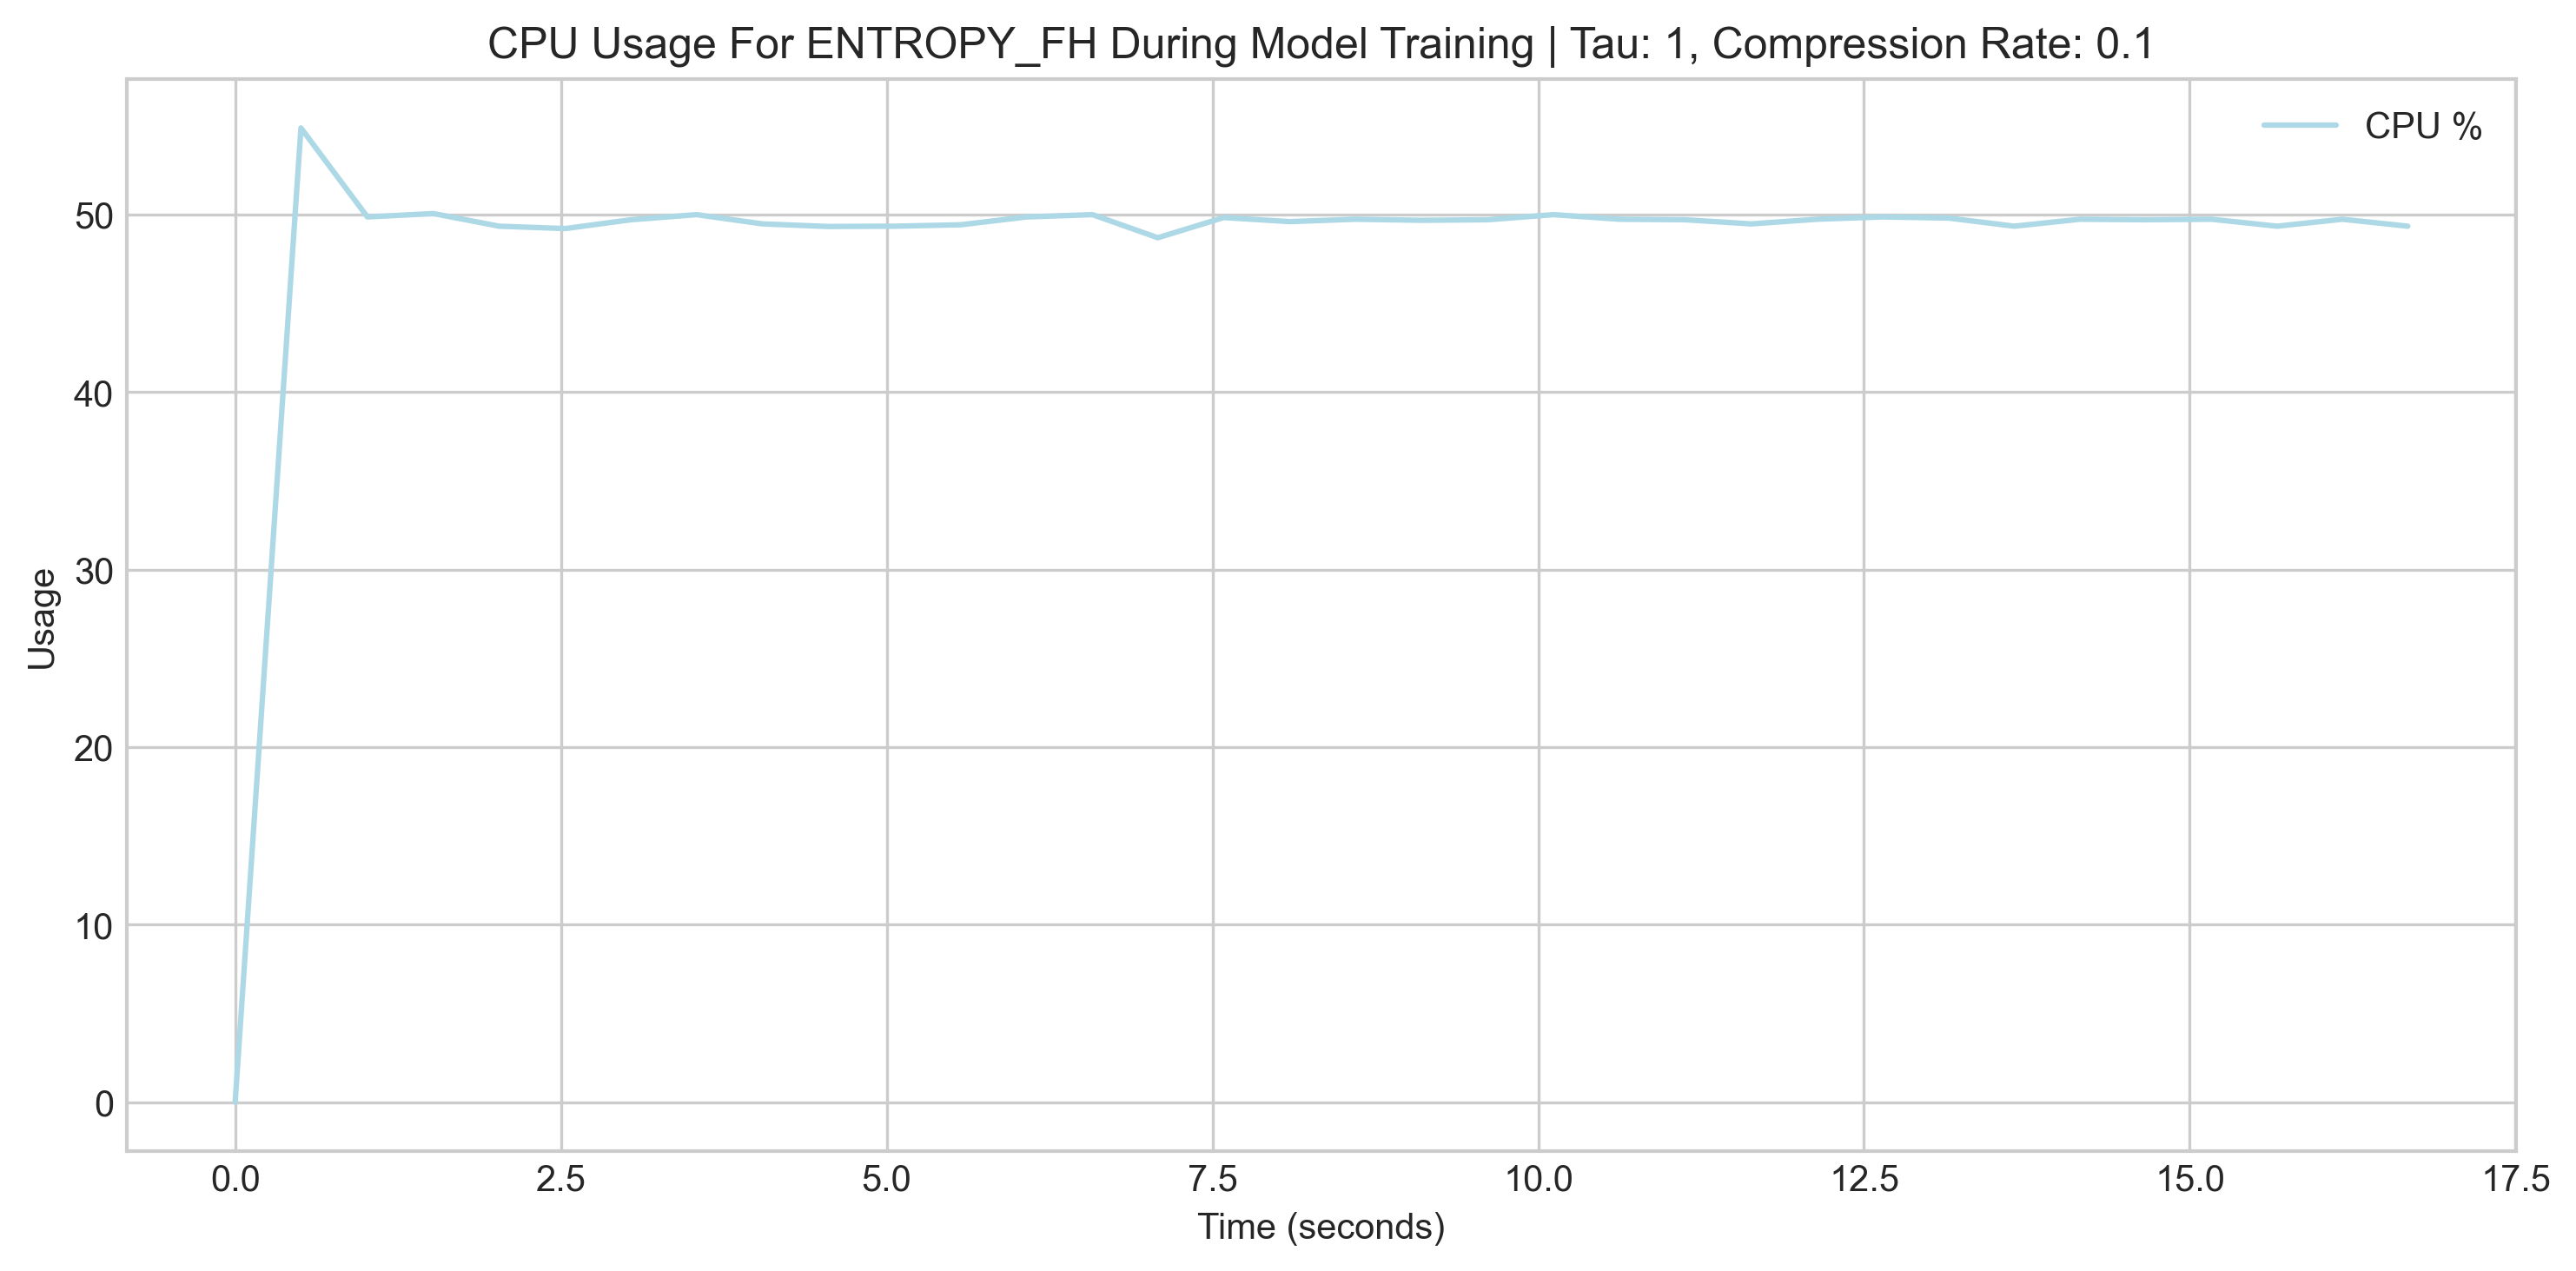 CPU Usage For ENTROPY_FH During Model Training | Tau: 1, Compression Rate: 0.1
CPU %
50
40
30
20
10
0
Usage
0.0 2.5 5.0 7.5 10.0 12.5 15.0 17.5
Time (seconds)